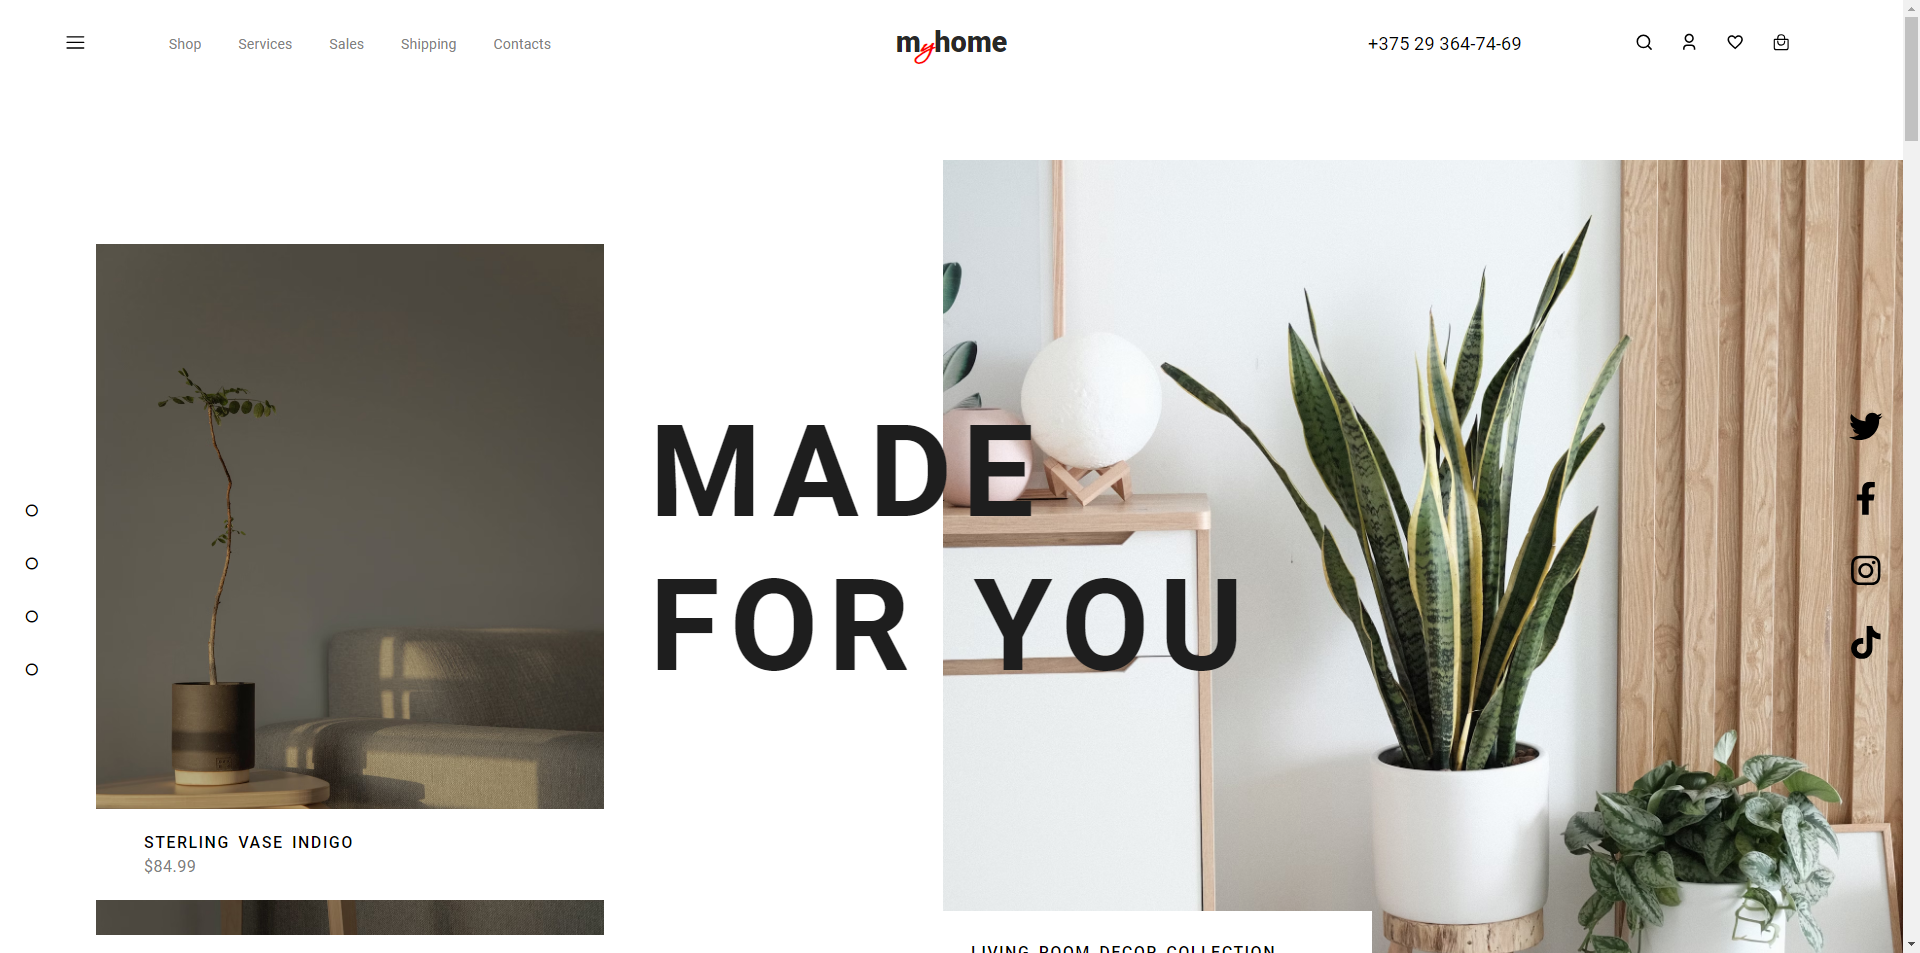 Shop
Services
Sales
Shipping
Contacts
myhome
+375 29 364-74-69
MADE
FOR YOU
STERLING VASE INDIGO
$84.99
LIVING ROOM DECOR COLLECTION